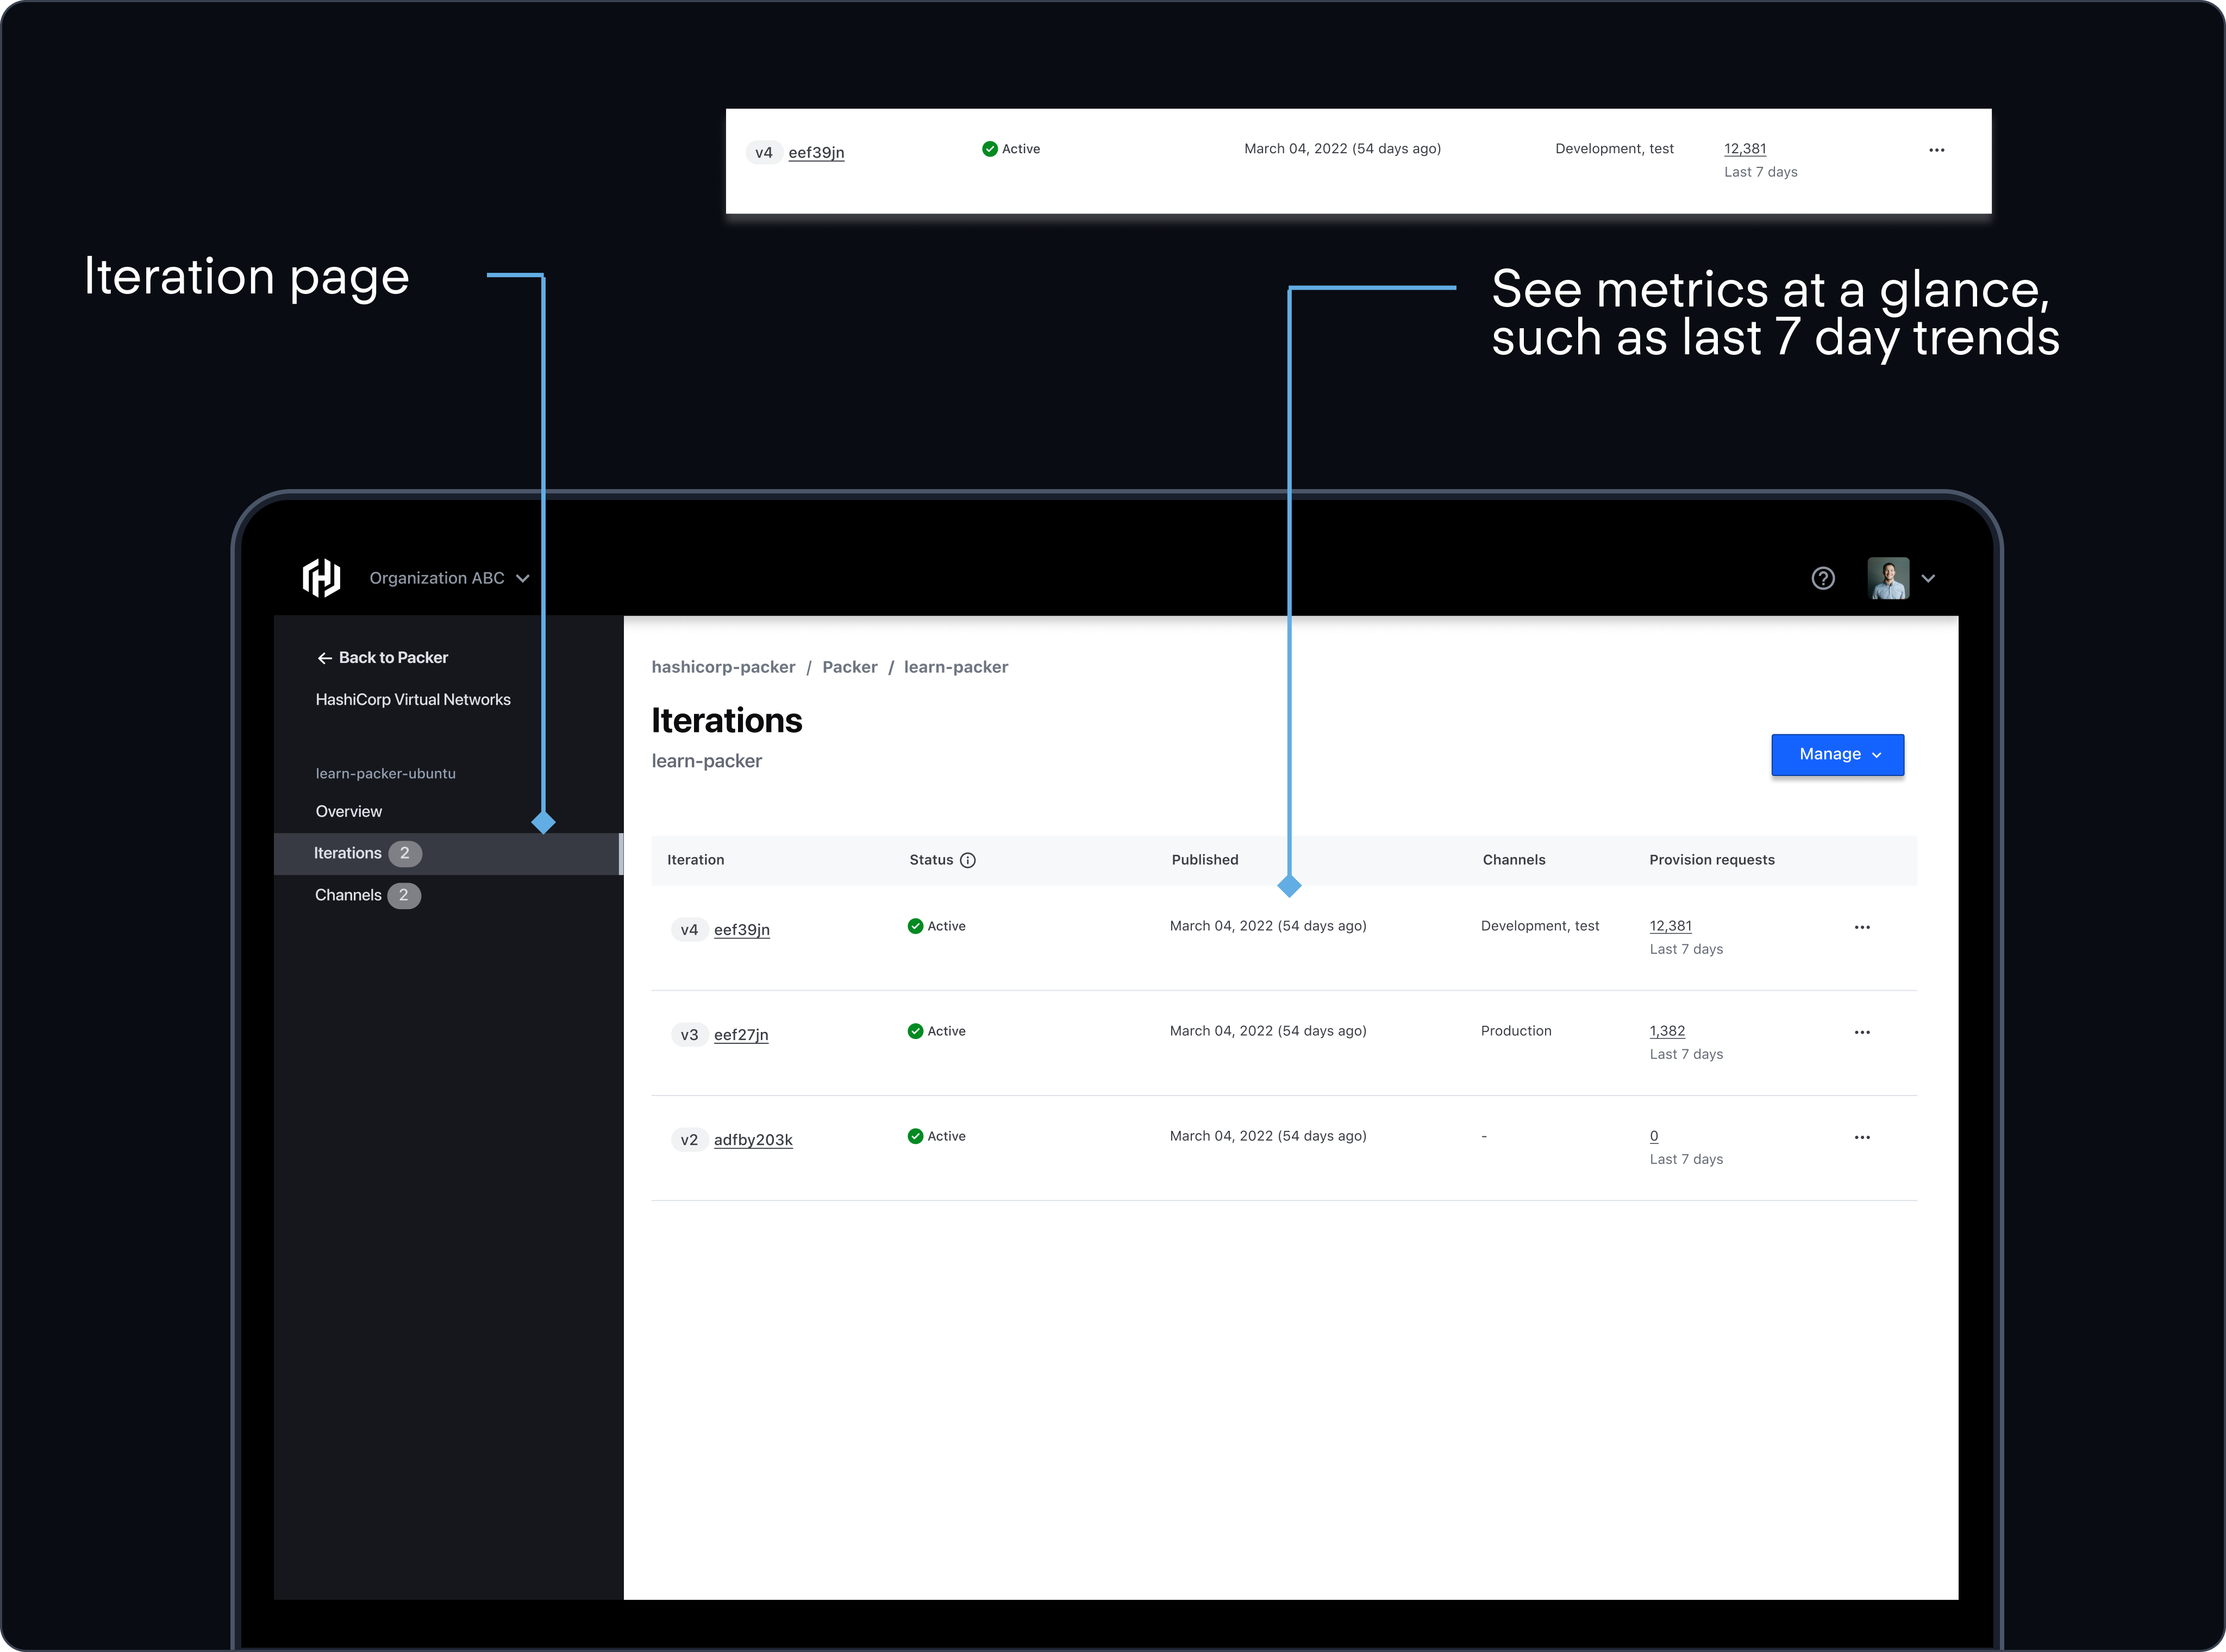 v4 eef39jn Active March 04, 2022 (54 days ago) Development, test 12,381
Last 7 days
Iteration page
See metrics at a glance,
such as last 7 day trends
Organization ABC
Back to Packer
HashiCorp Virtual Networks
learn-packer-ubuntu
Overview
Iterations 2
Channels 2
hashicorp-packer / Packer / learn-packer
Iterations
learn-packer
Manage
Iteration Status Published Channels Provision requests
v4 eef39jn Active March 04, 2022 (54 days ago) Development, test 12,381
Last 7 days
v3 eef27jn Active March 04, 2022 (54 days ago) Production 1,382
Last 7 days
v2 adfby203k Active March 04, 2022 (54 days ago) - 0
Last 7 days